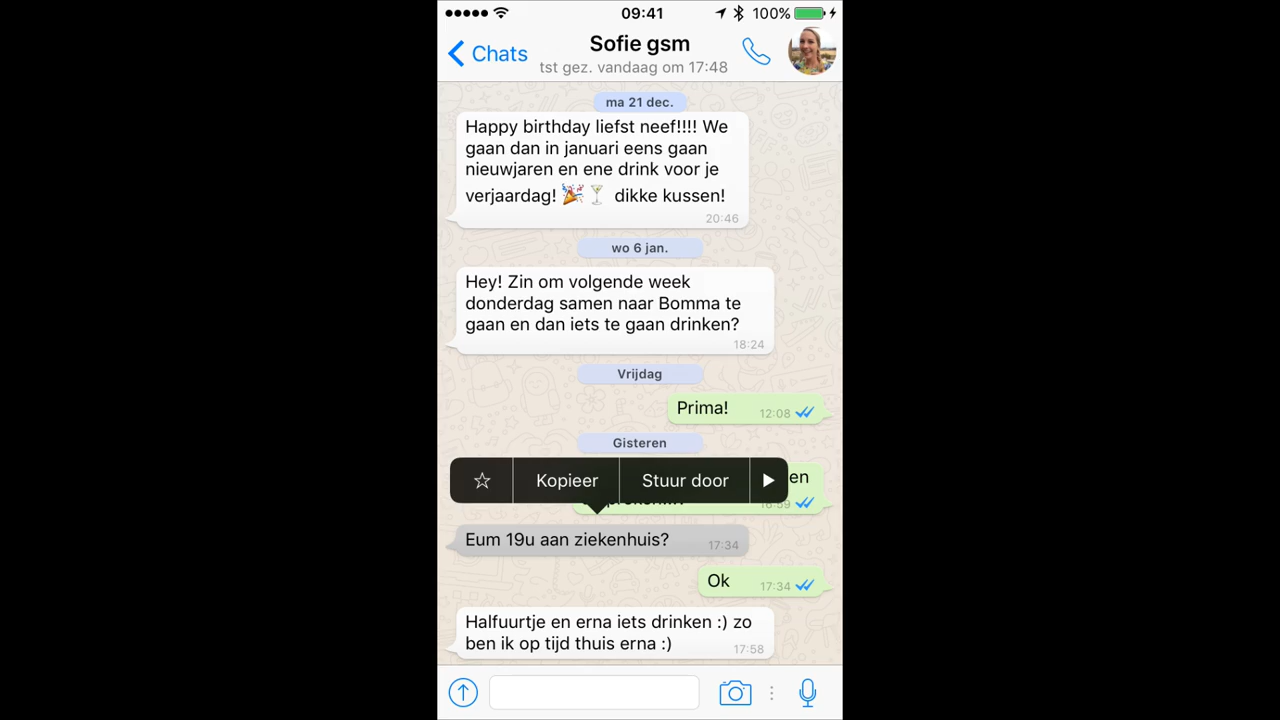 09:41
100%
Chats
Sofie gsm
tst gez. vandaag om 17:48
ma 21 dec.
Happy birthday liefst neef!!!! We
gaan dan in januari eens gaan
nieuwjaren en ene drink voor je
verjaardag! 🎉🍸 dikke kussen!
20:46
wo 6 jan.
Hey! Zin om volgende week
donderdag samen naar Bomma te
gaan en dan iets te gaan drinken?
18:24
Vrijdag
Prima! 12:08
Gisteren
☆ Kopieer Stuur door ▶ en
16:59
Eum 19u aan ziekenhuis? 17:34
Ok 17:34
Halfuurtje en erna iets drinken :) zo
ben ik op tijd thuis erna :)
17:58